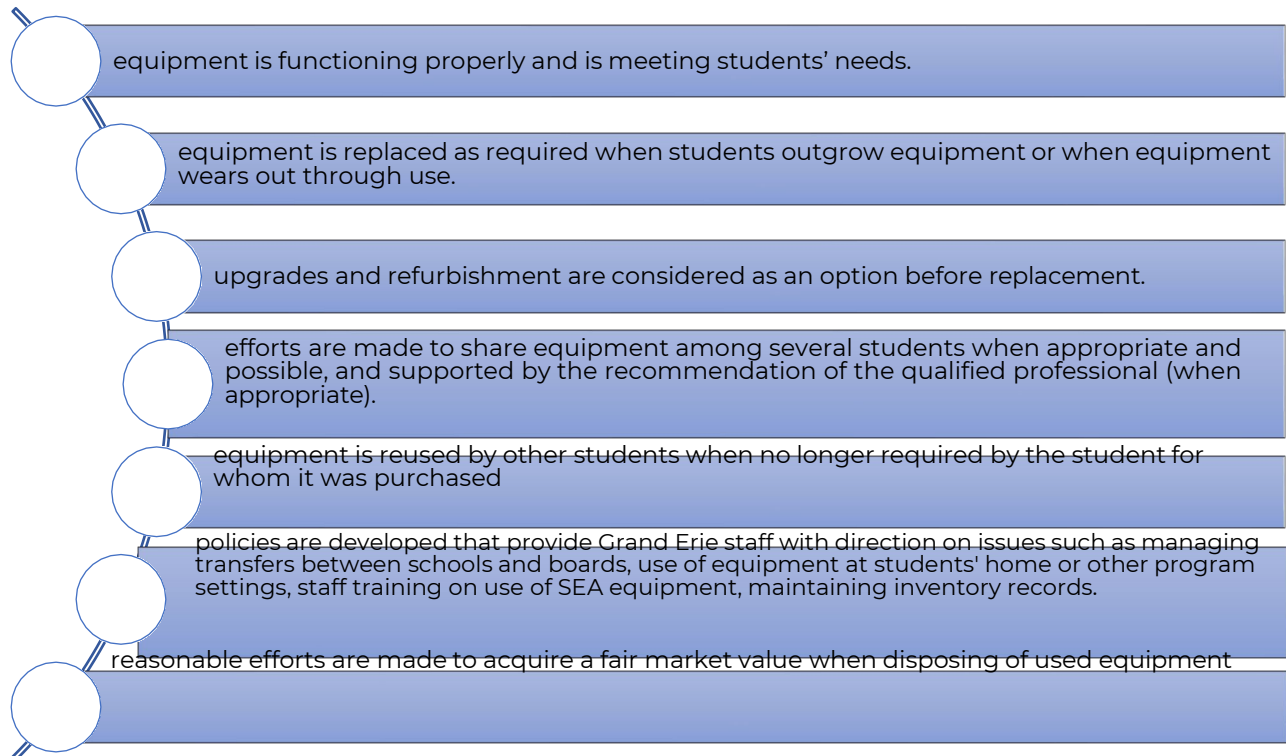 equipment is functioning properly and is meeting students’ needs.
equipment is replaced as required when students outgrow equipment or when equipment
wears out through use.
upgrades and refurbishment are considered as an option before replacement.
efforts are made to share equipment among several students when appropriate and
possible, and supported by the recommendation of the qualified professional (when
appropriate).
equipment is reused by other students when no longer required by the student for
whom it was purchased
policies are developed that provide Grand Erie staff with direction on issues such as managing
transfers between schools and boards, use of equipment at students' home or other program
settings, staff training on use of SEA equipment, maintaining inventory records.
reasonable efforts are made to acquire a fair market value when disposing of used equipment